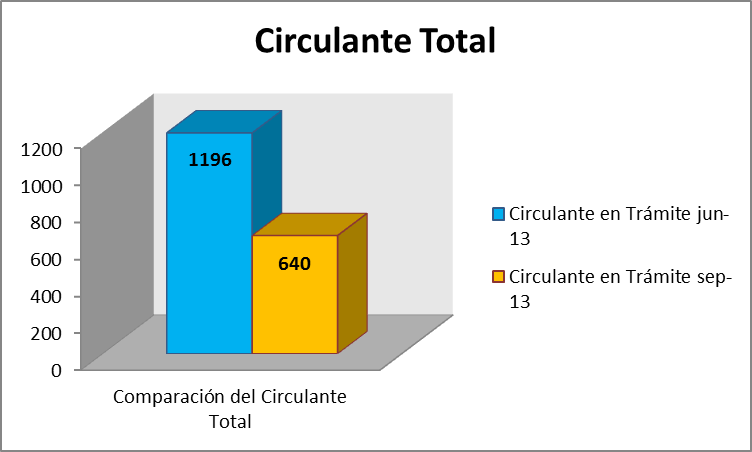 Circulante Total
1200
1000
800
600
400
200
0
1196
640
Comparación del Circulante
Total
Circulante en Trámite jun-
13
Circulante en Trámite sep-
13